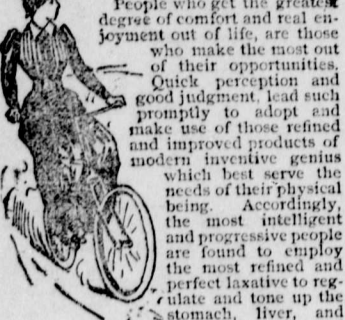 People who get the greatest
degree of comfort and real en-
joyment out of life, are those
who make the most out
of their opportunities.
Quick perception and
good judgment, lead such
promptly to adopt and
make use of those refined
and improved products of
modern inventive genius
which best serve the
needs of their physical
being. Accordingly,
the most intelligent
and progressive people
are found to employ
the most refined and
perfect laxative to reg-
ulate and tone up the
stomach, liver, and